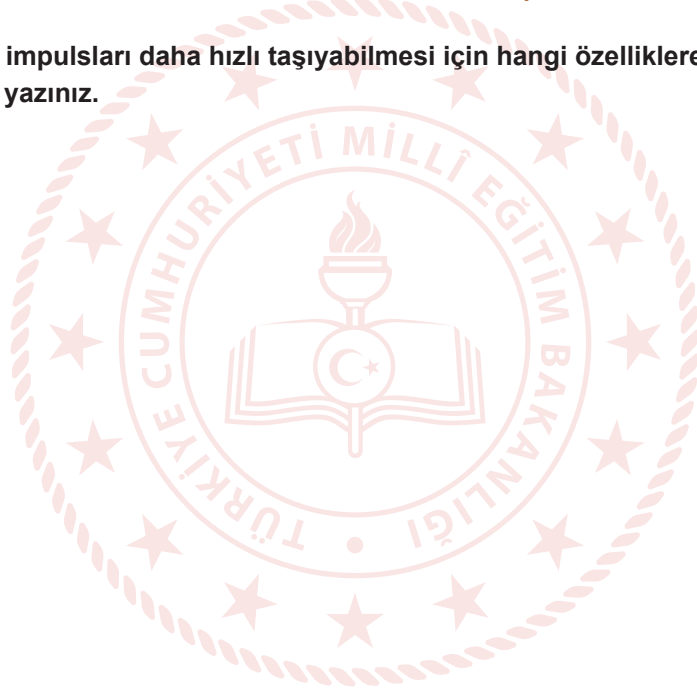 impulsları daha hızlı taşıyabilmesi için hangi özelliklere
yazınız.
TÜRKİYE CUMHURİYETİ MİLLÎ EĞİTİM BAKANLIĞI